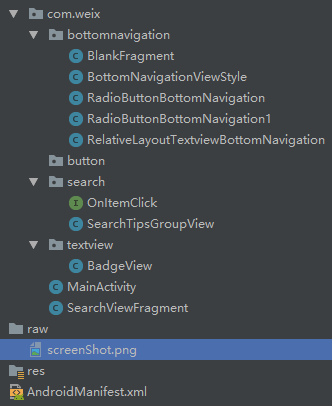 com.weix
bottomnavigation
BlankFragment
BottomNavigationViewStyle
RadioButtonBottomNavigation
RadioButtonBottomNavigation1
RelativeLayoutTextviewBottomNavigation
button
search
OnItemClick
SearchTipsGroupView
textview
BadgeView
MainActivity
SearchViewFragment
raw
screenShot.png
res
AndroidManifest.xml